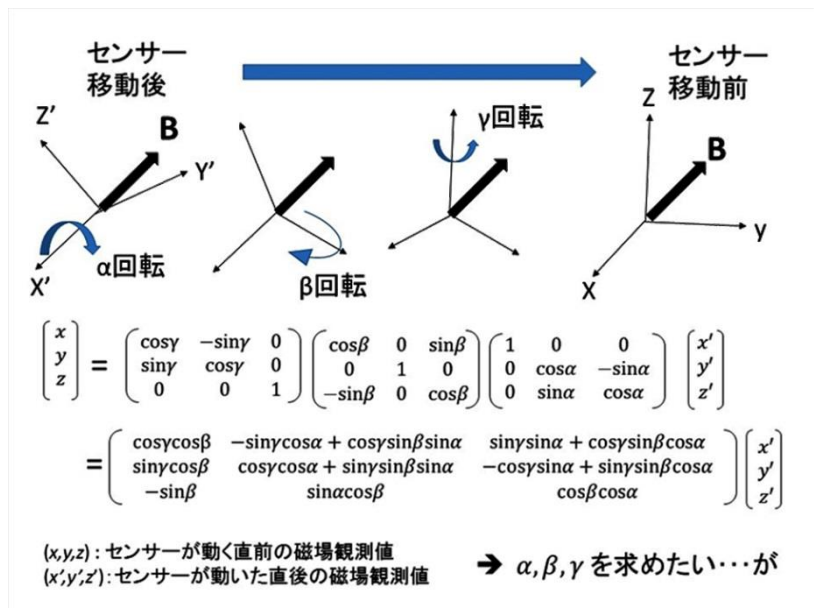 センサー
移動後
センサー
移動前
Z'
B
Y'
X'
α回転
β回転
γ回転
Z
B
y
X
x
y
z
=
cosγ -sinγ 0
sinγ cosγ 0
0 0 1
cosβ 0 sinβ
0 1 0
-sinβ 0 cosβ
1 0 0
0 cosα -sinα
0 sinα cosα
x'
y'
z'
=
cosγcosβ -sinγcosα + cosγsinβsinα sinγsinα + cosγsinβcosα
sinγcosβ cosγcosα + sinγsinβsinα -cosγsinα + sinγsinβcosα
-sinβ sinαcosβ cosβcosα
x'
y'
z'
(x,y,z) : センサーが動く直前の磁場観測値
(x',y',z') : センサーが動いた直後の磁場観測値
➔ α,β,γ を求めたい･･･が